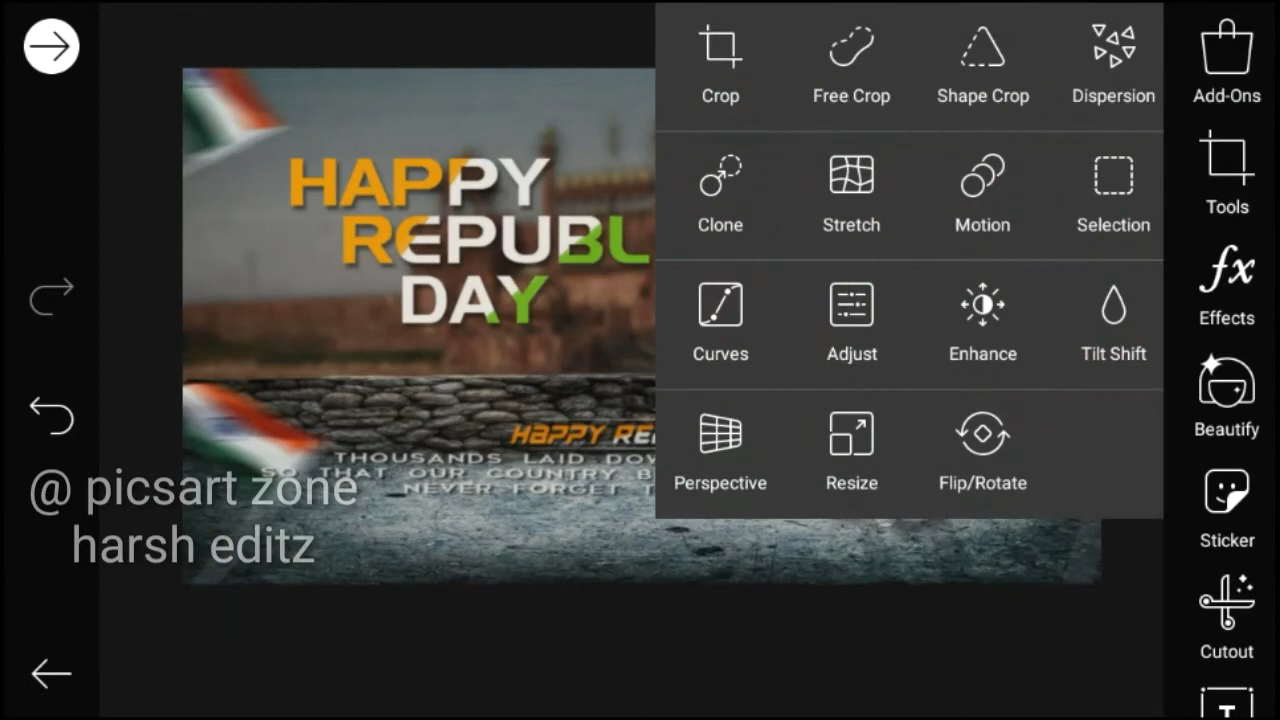 Crop
Free Crop
Shape Crop
Dispersion
Clone
Stretch
Motion
Selection
Curves
Adjust
Enhance
Tilt Shift
Perspective
Resize
Flip/Rotate
Add-Ons
Tools
fx
Effects
Beautify
Sticker
Cutout
T
HAPPY
REPUBL
DAY
HAPPY RE
THOUSANDS LAID DOW
SO THAT OUR COUNTRY B
NEVER FORGET T
@ picsart zone
harsh editz